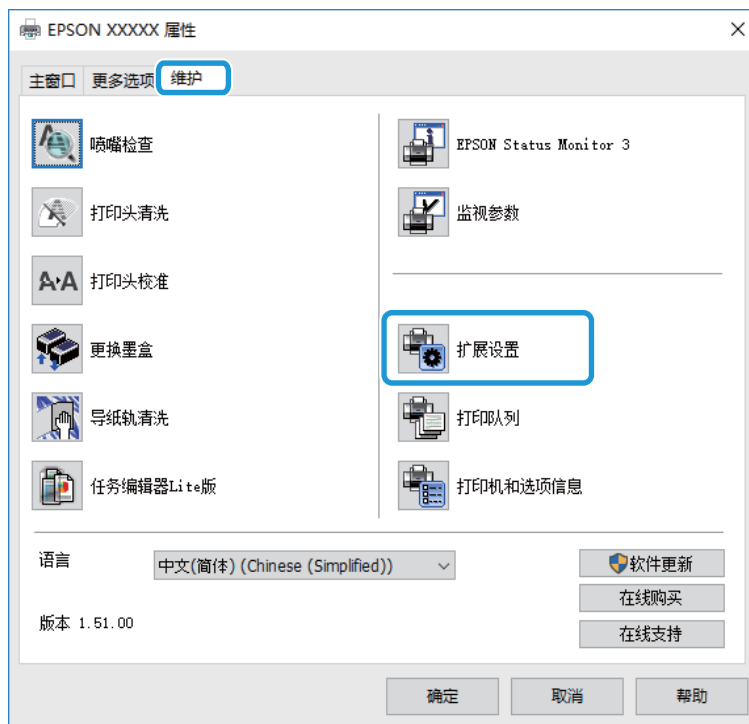 EPSON XXXXX 属性
主窗口 更多选项 维护
喷嘴检查
打印头清洗
打印头校准
更换墨盒
导纸轨清洗
任务编辑器Lite版
EPSON Status Monitor 3
监视参数
扩展设置
打印队列
打印机和选项信息
语言 中文(简体) (Chinese (Simplified))
版本 1.51.00
软件更新
在线购买
在线支持
确定 取消 帮助